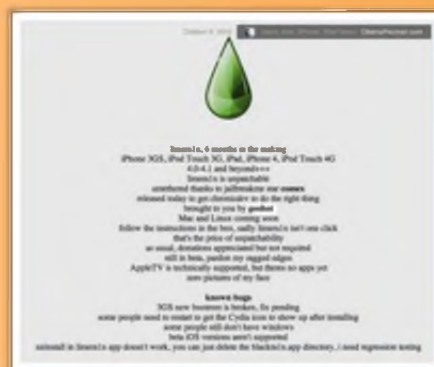 October 9, 2010
limera1n, 6 months in the making
iPhone 3GS, iPod Touch 3G, iPad, iPhone 4, iPod Touch 4G
4.0-4.1 and beyond+++
limera1n is unpatchable
untethered thanks to jailbreakme star comex
released today to get chronicdev to do the right thing
brought to you by geohot
Mac and Linux coming soon
follow the instructions in the box, sadly limera1n isn't one click
that's the price of unpatchability
as usual, donations appreciated but not required
still in beta, pardon my ragged edges
AppleTV is technically supported, but theres no apps yet
zero pictures of my face
known bugs
3GS new bootrom is broken, fix pending
some people need to restart to get the Cydia icon to show up after installing
some people still don't have windows
beta iOS versions aren't supported
uninstall in limera1n app doesn't work, you can just delete the blackra1n.app directory, i need regression testing